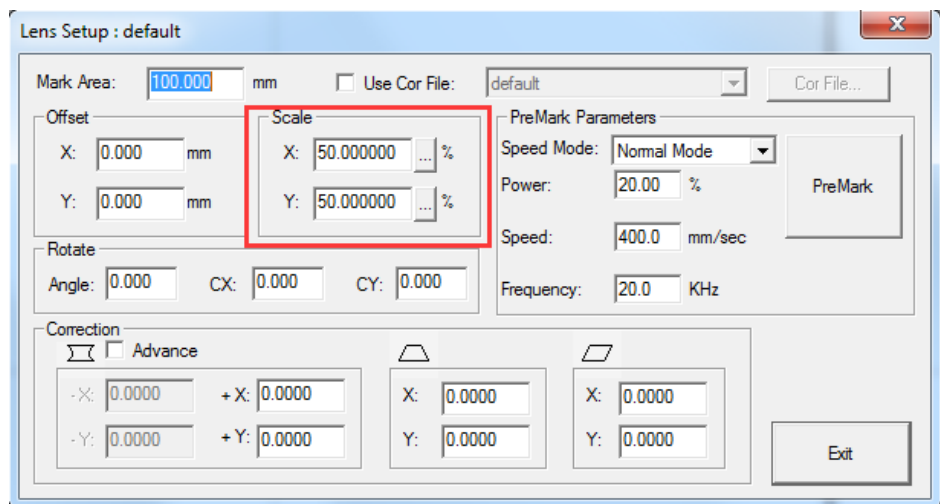 Lens Setup : default
x
Mark Area: 100.000 mm Use Cor File: default Cor File...
Offset
X: 0.000 mm
Y: 0.000 mm
Scale
X: 50.000000 ... %
Y: 50.000000 ... %
PreMark Parameters
Speed Mode: Normal Mode
Power: 20.00 %
Speed: 400.0 mm/sec
Frequency: 20.0 KHz
PreMark
Rotate
Angle: 0.000 CX: 0.000 CY: 0.000
Correction
Advance
-X: 0.0000 +X: 0.0000
-Y: 0.0000 +Y: 0.0000
X: 0.0000
Y: 0.0000
X: 0.0000
Y: 0.0000
Exit